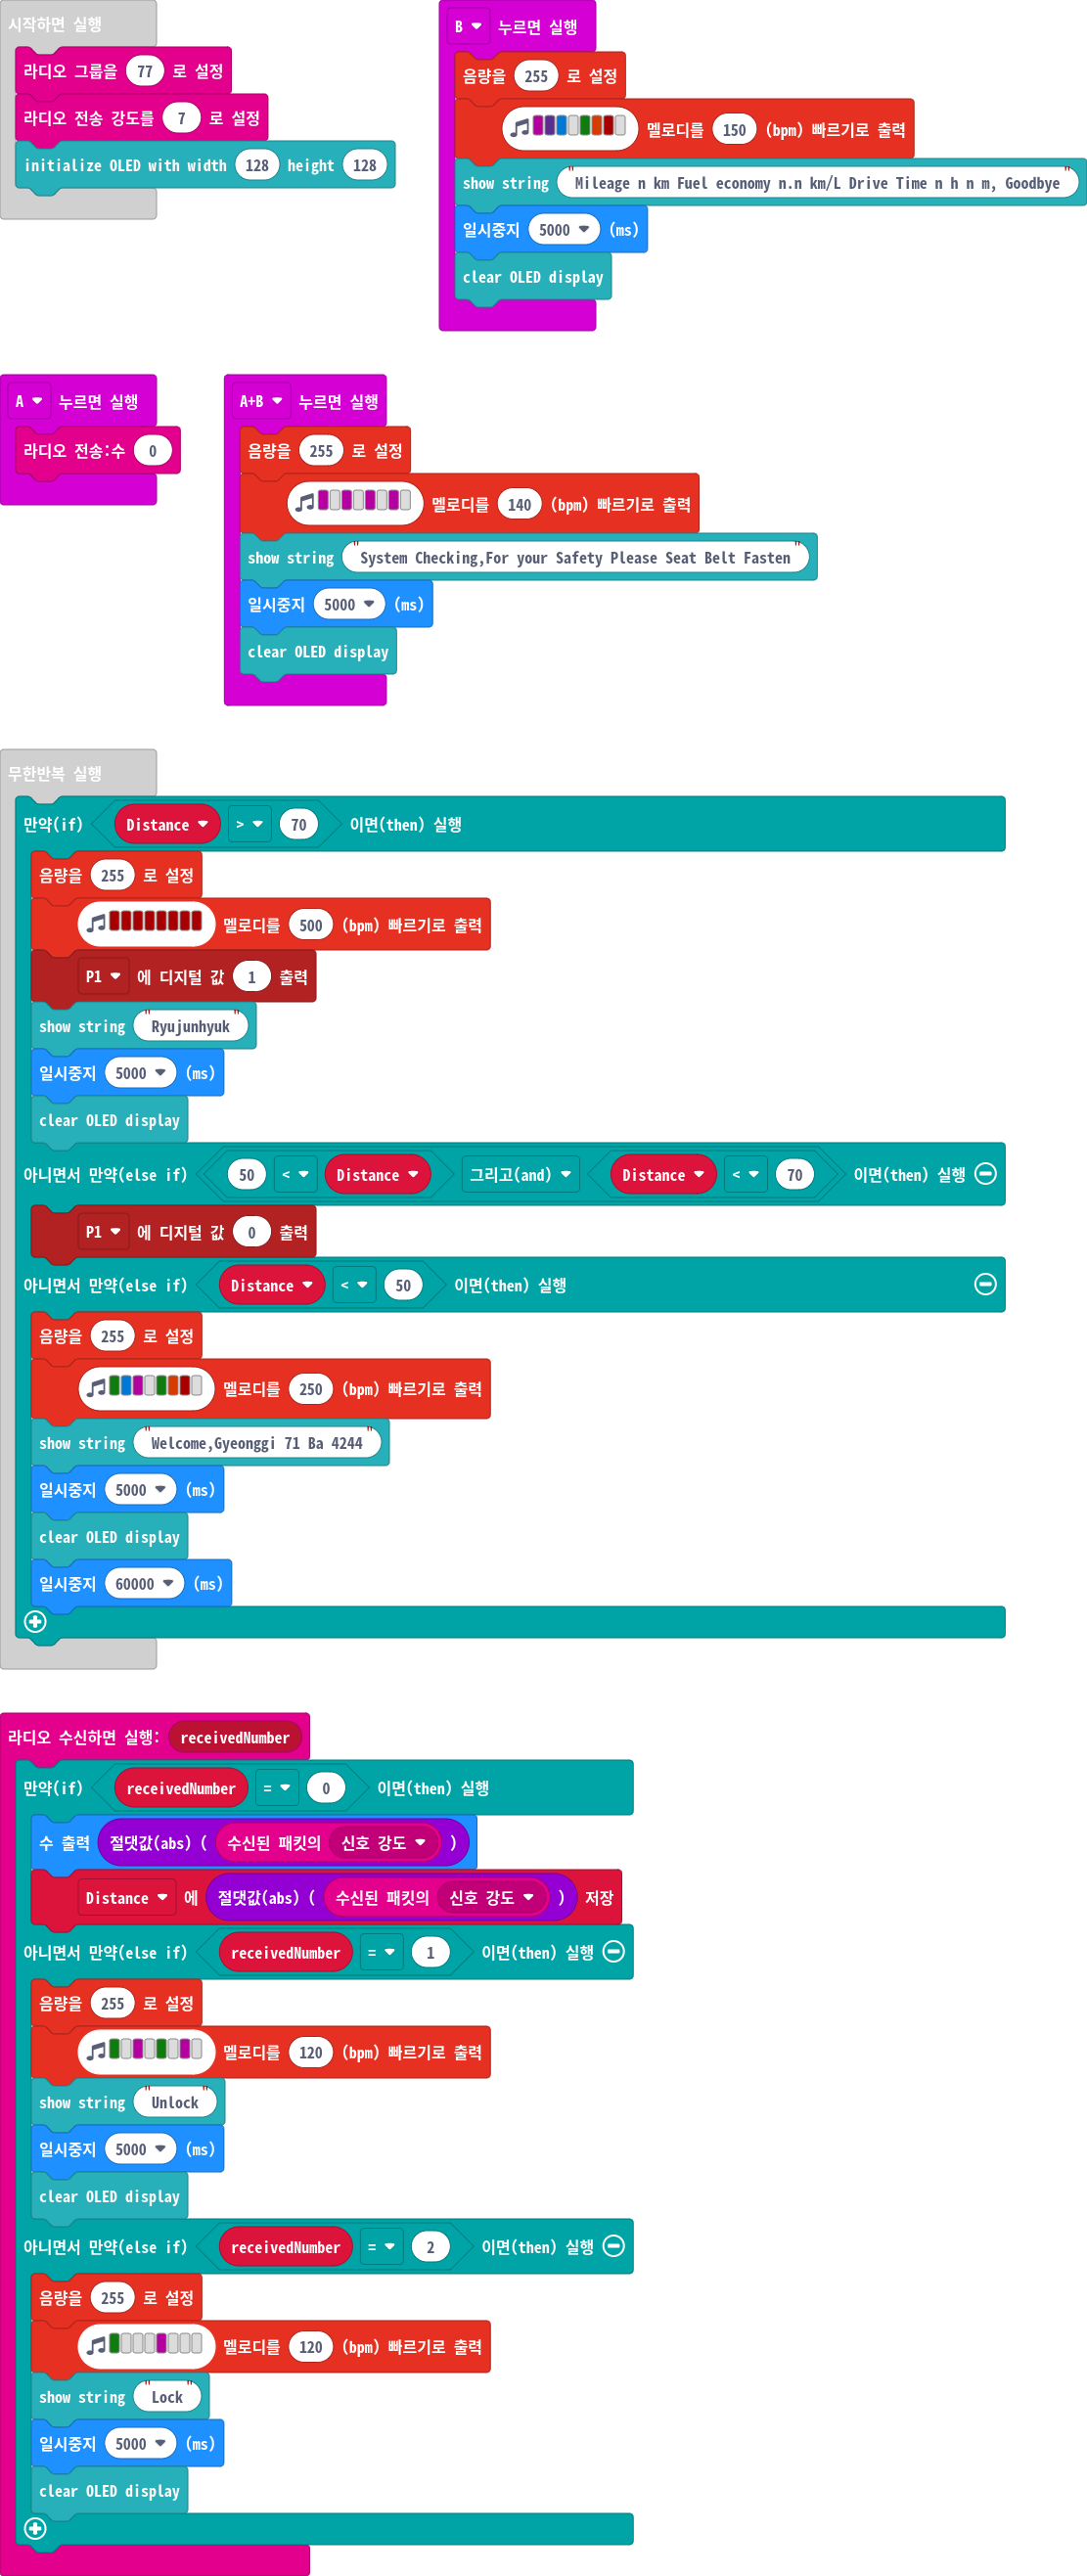 시작하면 실행
라디오 그룹을 77 로 설정
라디오 전송 강도를 7 로 설정
initialize OLED with width 128 height 128
B 누르면 실행
음량을 255 로 설정
멜로디를 150 (bpm) 빠르기로 출력
show string "Mileage n km Fuel economy n.n km/L Drive Time n h n m, Goodbye"
일시중지 5000 (ms)
clear OLED display
A 누르면 실행
라디오 전송:수 0
A+B 누르면 실행
음량을 255 로 설정
멜로디를 140 (bpm) 빠르기로 출력
show string "System Checking,For your Safety Please Seat Belt Fasten"
일시중지 5000 (ms)
clear OLED display
무한반복 실행
만약(if) Distance > 70 이면(then) 실행
음량을 255 로 설정
멜로디를 500 (bpm) 빠르기로 출력
P1 에 디지털 값 1 출력
show string "Ryujunhyuk"
일시중지 5000 (ms)
clear OLED display
아니면서 만약(else if) 50 < Distance 그리고(and) Distance < 70 이면(then) 실행
P1 에 디지털 값 0 출력
아니면서 만약(else if) Distance < 50 이면(then) 실행
음량을 255 로 설정
멜로디를 250 (bpm) 빠르기로 출력
show string "Welcome,Gyeonggi 71 Ba 4244"
일시중지 5000 (ms)
clear OLED display
일시중지 60000 (ms)
라디오 수신하면 실행: receivedNumber
만약(if) receivedNumber = 0 이면(then) 실행
수 출력 절댓값(abs) ( 수신된 패킷의 신호 강도 )
Distance 에 절댓값(abs) ( 수신된 패킷의 신호 강도 ) 저장
아니면서 만약(else if) receivedNumber = 1 이면(then) 실행
음량을 255 로 설정
멜로디를 120 (bpm) 빠르기로 출력
show string "Unlock"
일시중지 5000 (ms)
clear OLED display
아니면서 만약(else if) receivedNumber = 2 이면(then) 실행
음량을 255 로 설정
멜로디를 120 (bpm) 빠르기로 출력
show string "Lock"
일시중지 5000 (ms)
clear OLED display